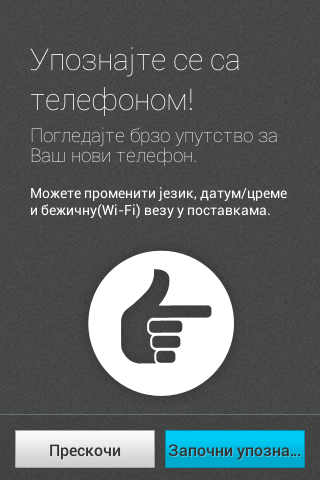 Упознајте се са
телефоном!
Погледајте брзо упутство за
Ваш нови телефон.
Можете променити језик, датум/цреме
и бежичну(Wi-Fi) везу у поставкама.
Прескочи
Започни упозна...